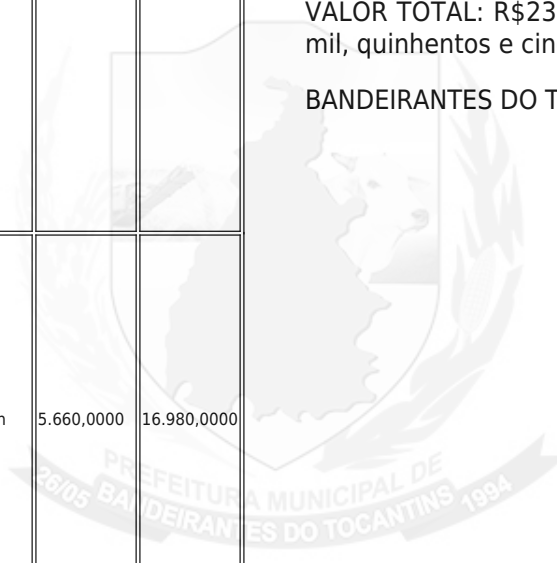 VALOR TOTAL: R$23
mil, quinhentos e cin
BANDEIRANTES DO T
5.660,0000 16.980,0000
PREFEITURA MUNICIPAL DE
26/05 BANDEIRANTES DO TOCANTINS 1994